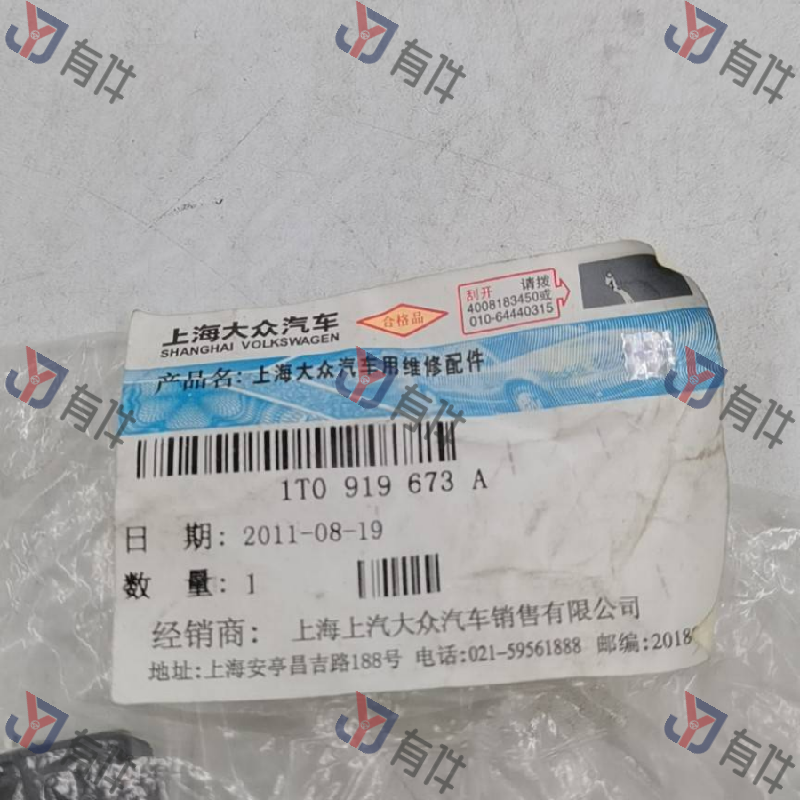 上海大众汽车
SHANGHAI VOLKSWAGEN
合格品
刮开 请拨
4008183450或
010-64440315
产品名: 上海大众汽车用维修配件
1T0 919 673 A
日 期: 2011-08-19
数 量: 1
经销商: 上海上汽大众汽车销售有限公司
地址:上海安亭昌吉路188号 电话:021-59561888 邮编:2018
有件
有件
有件
有件
有件
有件
有件
有件
有件